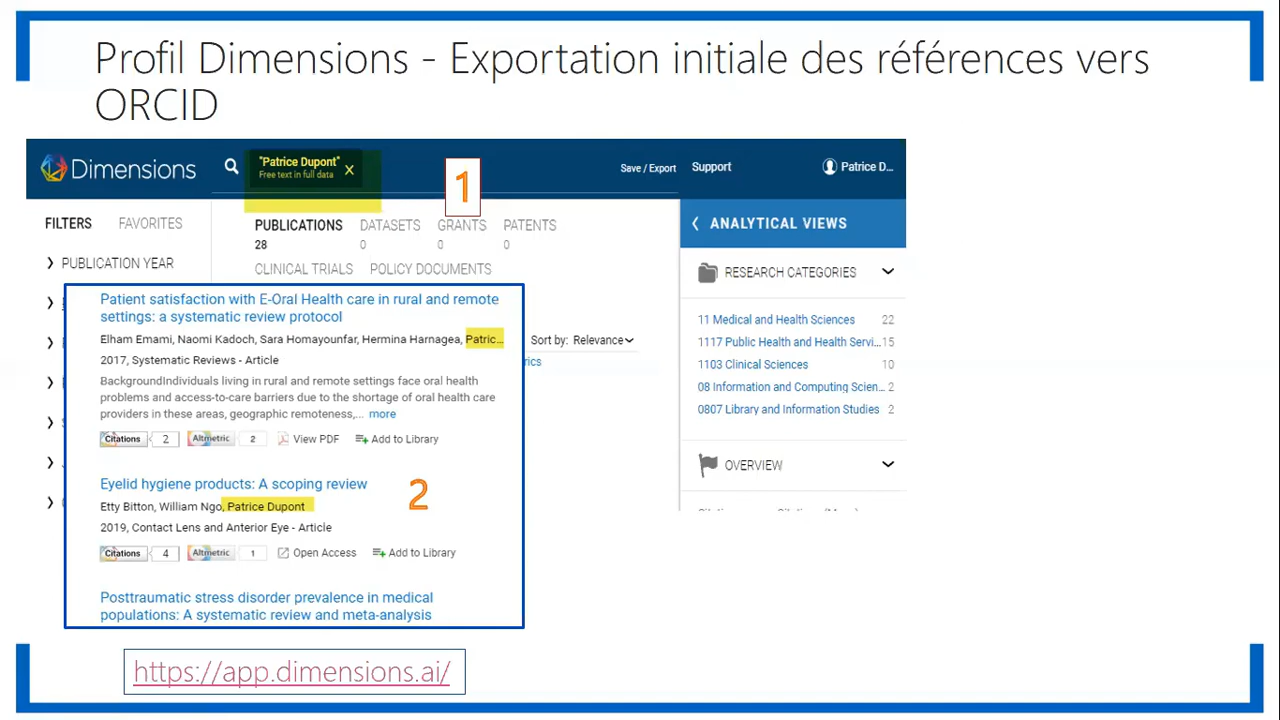 Profil Dimensions - Exportation initiale des références vers
ORCID
Dimensions
"Patrice Dupont"
Free text in full data
X
1
Save / Export
Support
Patrice D...
FILTERS
FAVORITES
PUBLICATION YEAR
PUBLICATIONS
28
DATASETS
0
GRANTS
0
PATENTS
0
CLINICAL TRIALS
POLICY DOCUMENTS
Sort by: Relevance
rics
ANALYTICAL VIEWS
RESEARCH CATEGORIES
11 Medical and Health Sciences 22
1117 Public Health and Health Servi... 15
1103 Clinical Sciences 10
08 Information and Computing Scien... 2
0807 Library and Information Studies 2
OVERVIEW
Patient satisfaction with E-Oral Health care in rural and remote
settings: a systematic review protocol
Elham Emami, Naomi Kadoch, Sara Homayounfar, Hermina Harnagea, Patric...
2017, Systematic Reviews - Article
BackgroundIndividuals living in rural and remote settings face oral health
problems and access-to-care barriers due to the shortage of oral health care
providers in these areas, geographic remoteness,... more
Citations 2 Altmetric 2 View PDF Add to Library
Eyelid hygiene products: A scoping review
2
Etty Bitton, William Ngo, Patrice Dupont
2019, Contact Lens and Anterior Eye - Article
Citations 4 Altmetric 1 Open Access Add to Library
Posttraumatic stress disorder prevalence in medical
populations: A systematic review and meta-analysis
https://app.dimensions.ai/